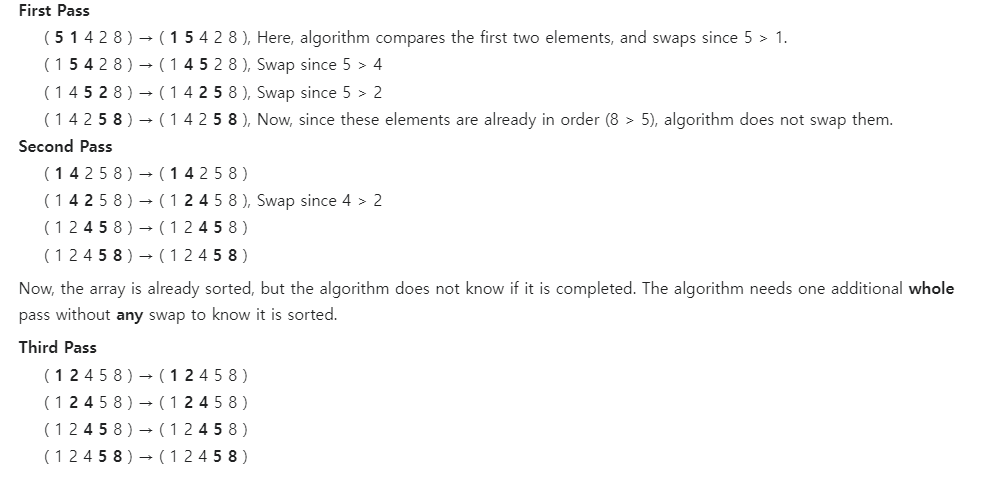 First Pass
( 5 1 4 2 8 ) → ( 1 5 4 2 8 ), Here, algorithm compares the first two elements, and swaps since 5 > 1.
( 1 5 4 2 8 ) → ( 1 4 5 2 8 ), Swap since 5 > 4
( 1 4 5 2 8 ) → ( 1 4 2 5 8 ), Swap since 5 > 2
( 1 4 2 5 8 ) → ( 1 4 2 5 8 ), Now, since these elements are already in order (8 > 5), algorithm does not swap them.
Second Pass
( 1 4 2 5 8 ) → ( 1 4 2 5 8 )
( 1 4 2 5 8 ) → ( 1 2 4 5 8 ), Swap since 4 > 2
( 1 2 4 5 8 ) → ( 1 2 4 5 8 )
( 1 2 4 5 8 ) → ( 1 2 4 5 8 )
Now, the array is already sorted, but the algorithm does not know if it is completed. The algorithm needs one additional whole
pass without any swap to know it is sorted.
Third Pass
( 1 2 4 5 8 ) → ( 1 2 4 5 8 )
( 1 2 4 5 8 ) → ( 1 2 4 5 8 )
( 1 2 4 5 8 ) → ( 1 2 4 5 8 )
( 1 2 4 5 8 ) → ( 1 2 4 5 8 )